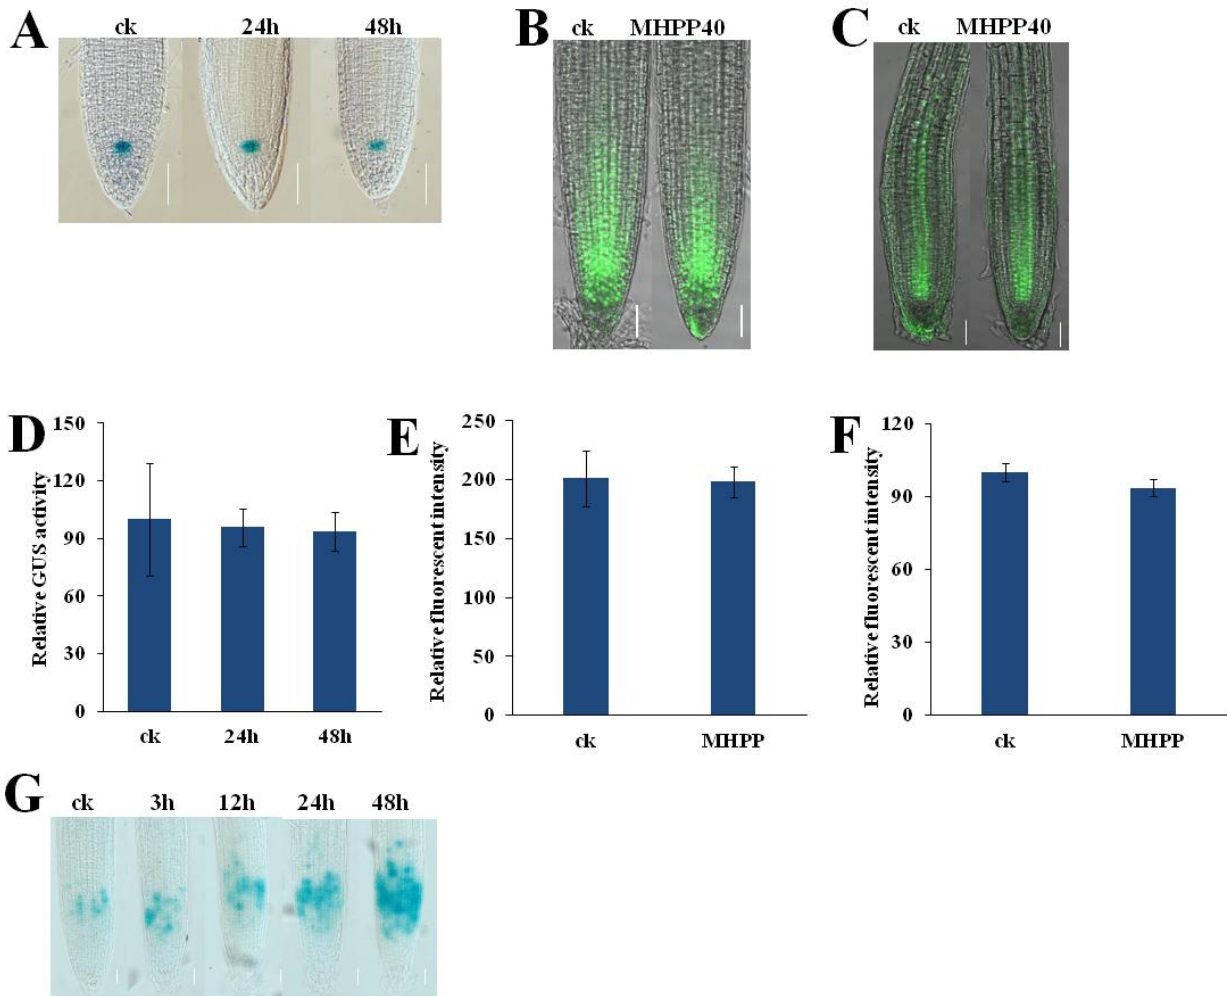 A
ck 24h 48h
B
ck MHPP40
C
ck MHPP40
D
Relative GUS activity
150
120
90
60
30
0
ck 24h 48h
E
Relative fluorescent intensity
250
200
150
100
50
0
ck MHPP
F
Relative fluorescent intensity
120
90
60
30
0
ck MHPP
G
ck 3h 12h 24h 48h